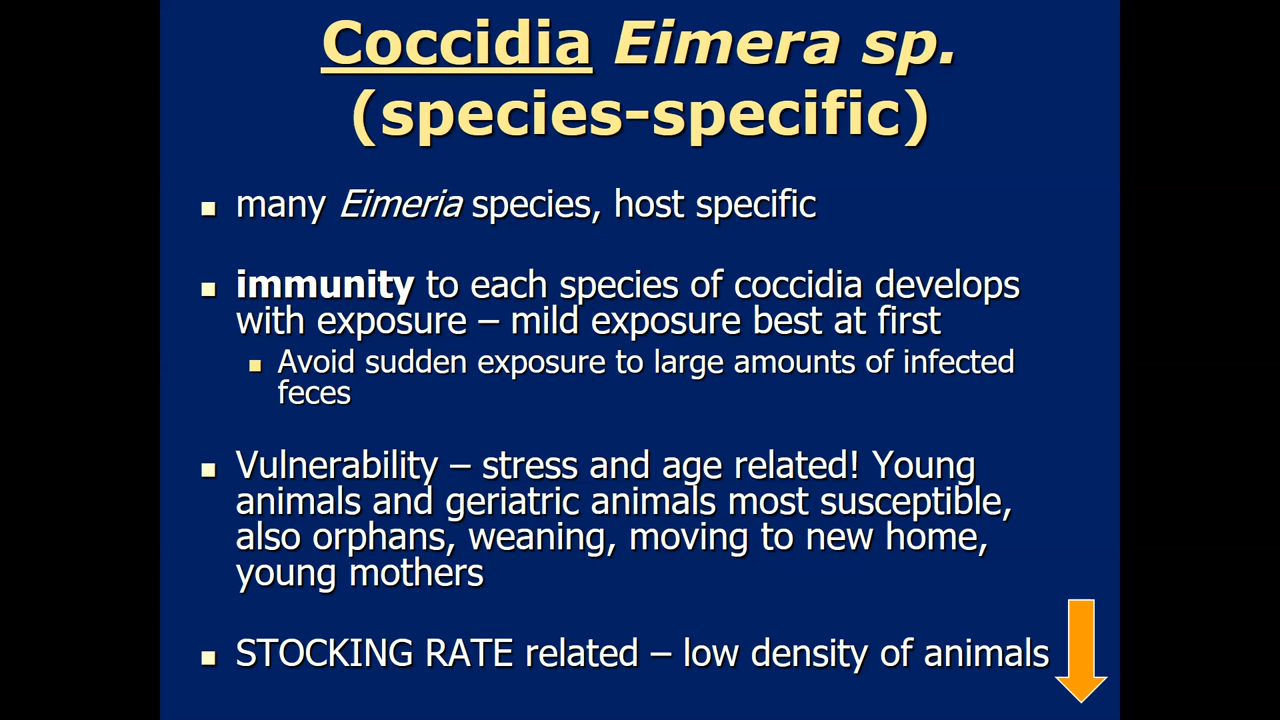 Coccidia Eimera sp.
(species-specific)
many Eimeria species, host specific
immunity to each species of coccidia develops
with exposure – mild exposure best at first
Avoid sudden exposure to large amounts of infected
feces
Vulnerability – stress and age related! Young
animals and geriatric animals most susceptible,
also orphans, weaning, moving to new home,
young mothers
STOCKING RATE related – low density of animals